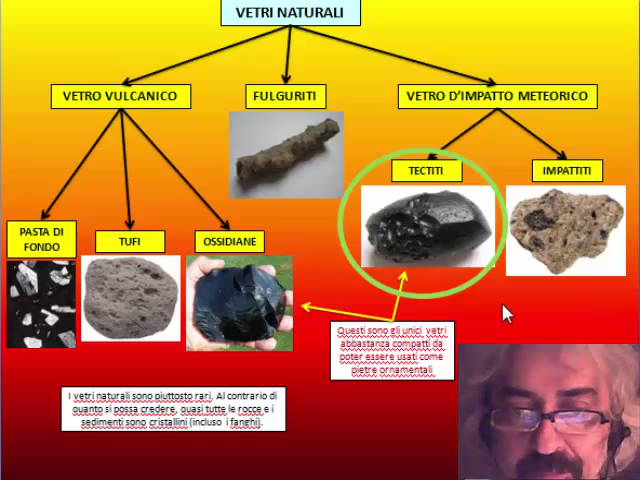 VETRI NATURALI
VETRO VULCANICO
FULGURITI
VETRO D'IMPATTO METEORICO
TECTITI
IMPATTITI
PASTA DI
FONDO
TUFI
OSSIDIANE
Questi sono gli unici vetri
abbastanza compatti da
poter essere usati come
pietre ornamentali
I vetri naturali sono piuttosto rari. Al contrario di
quanto si possa credere, quasi tutte le rocce e i
sedimenti sono cristallini (incluso i fanghi).